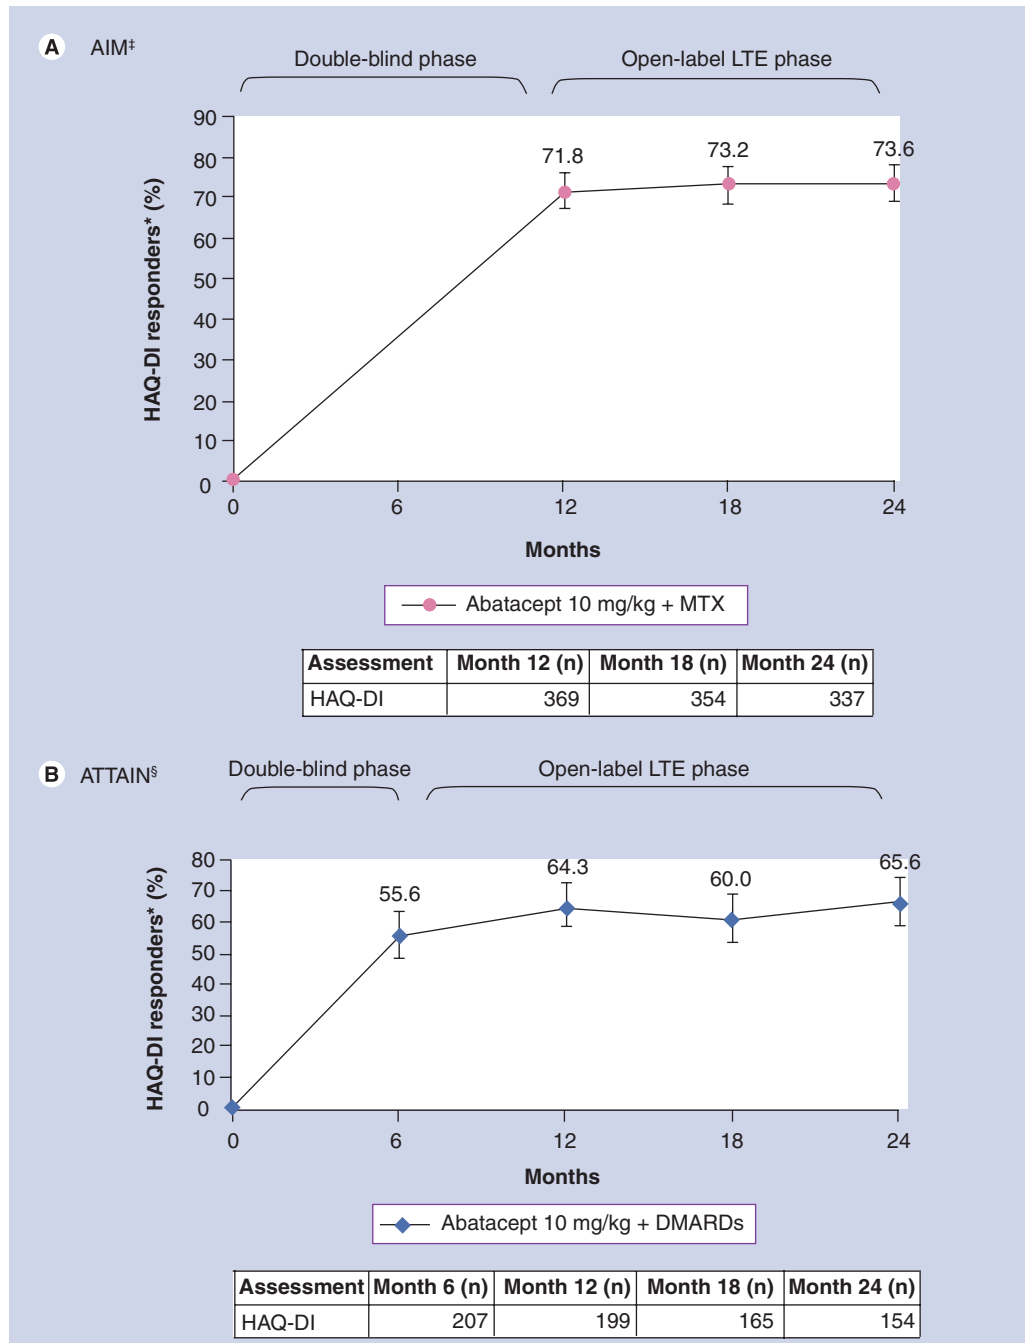 A AIM‡
Double-blind phase Open-label LTE phase
HAQ-DI responders* (%)
90
80
70
60
50
40
30
20
10
0
71.8 73.2 73.6
0 6 12 18 24
Months
Abatacept 10 mg/kg + MTX
Assessment Month 12 (n) Month 18 (n) Month 24 (n)
HAQ-DI 369 354 337
B ATTAIN§
Double-blind phase Open-label LTE phase
HAQ-DI responders* (%)
80
70
60
50
40
30
20
10
0
55.6 64.3 60.0 65.6
0 6 12 18 24
Months
Abatacept 10 mg/kg + DMARDs
Assessment Month 6 (n) Month 12 (n) Month 18 (n) Month 24 (n)
HAQ-DI 207 199 165 154